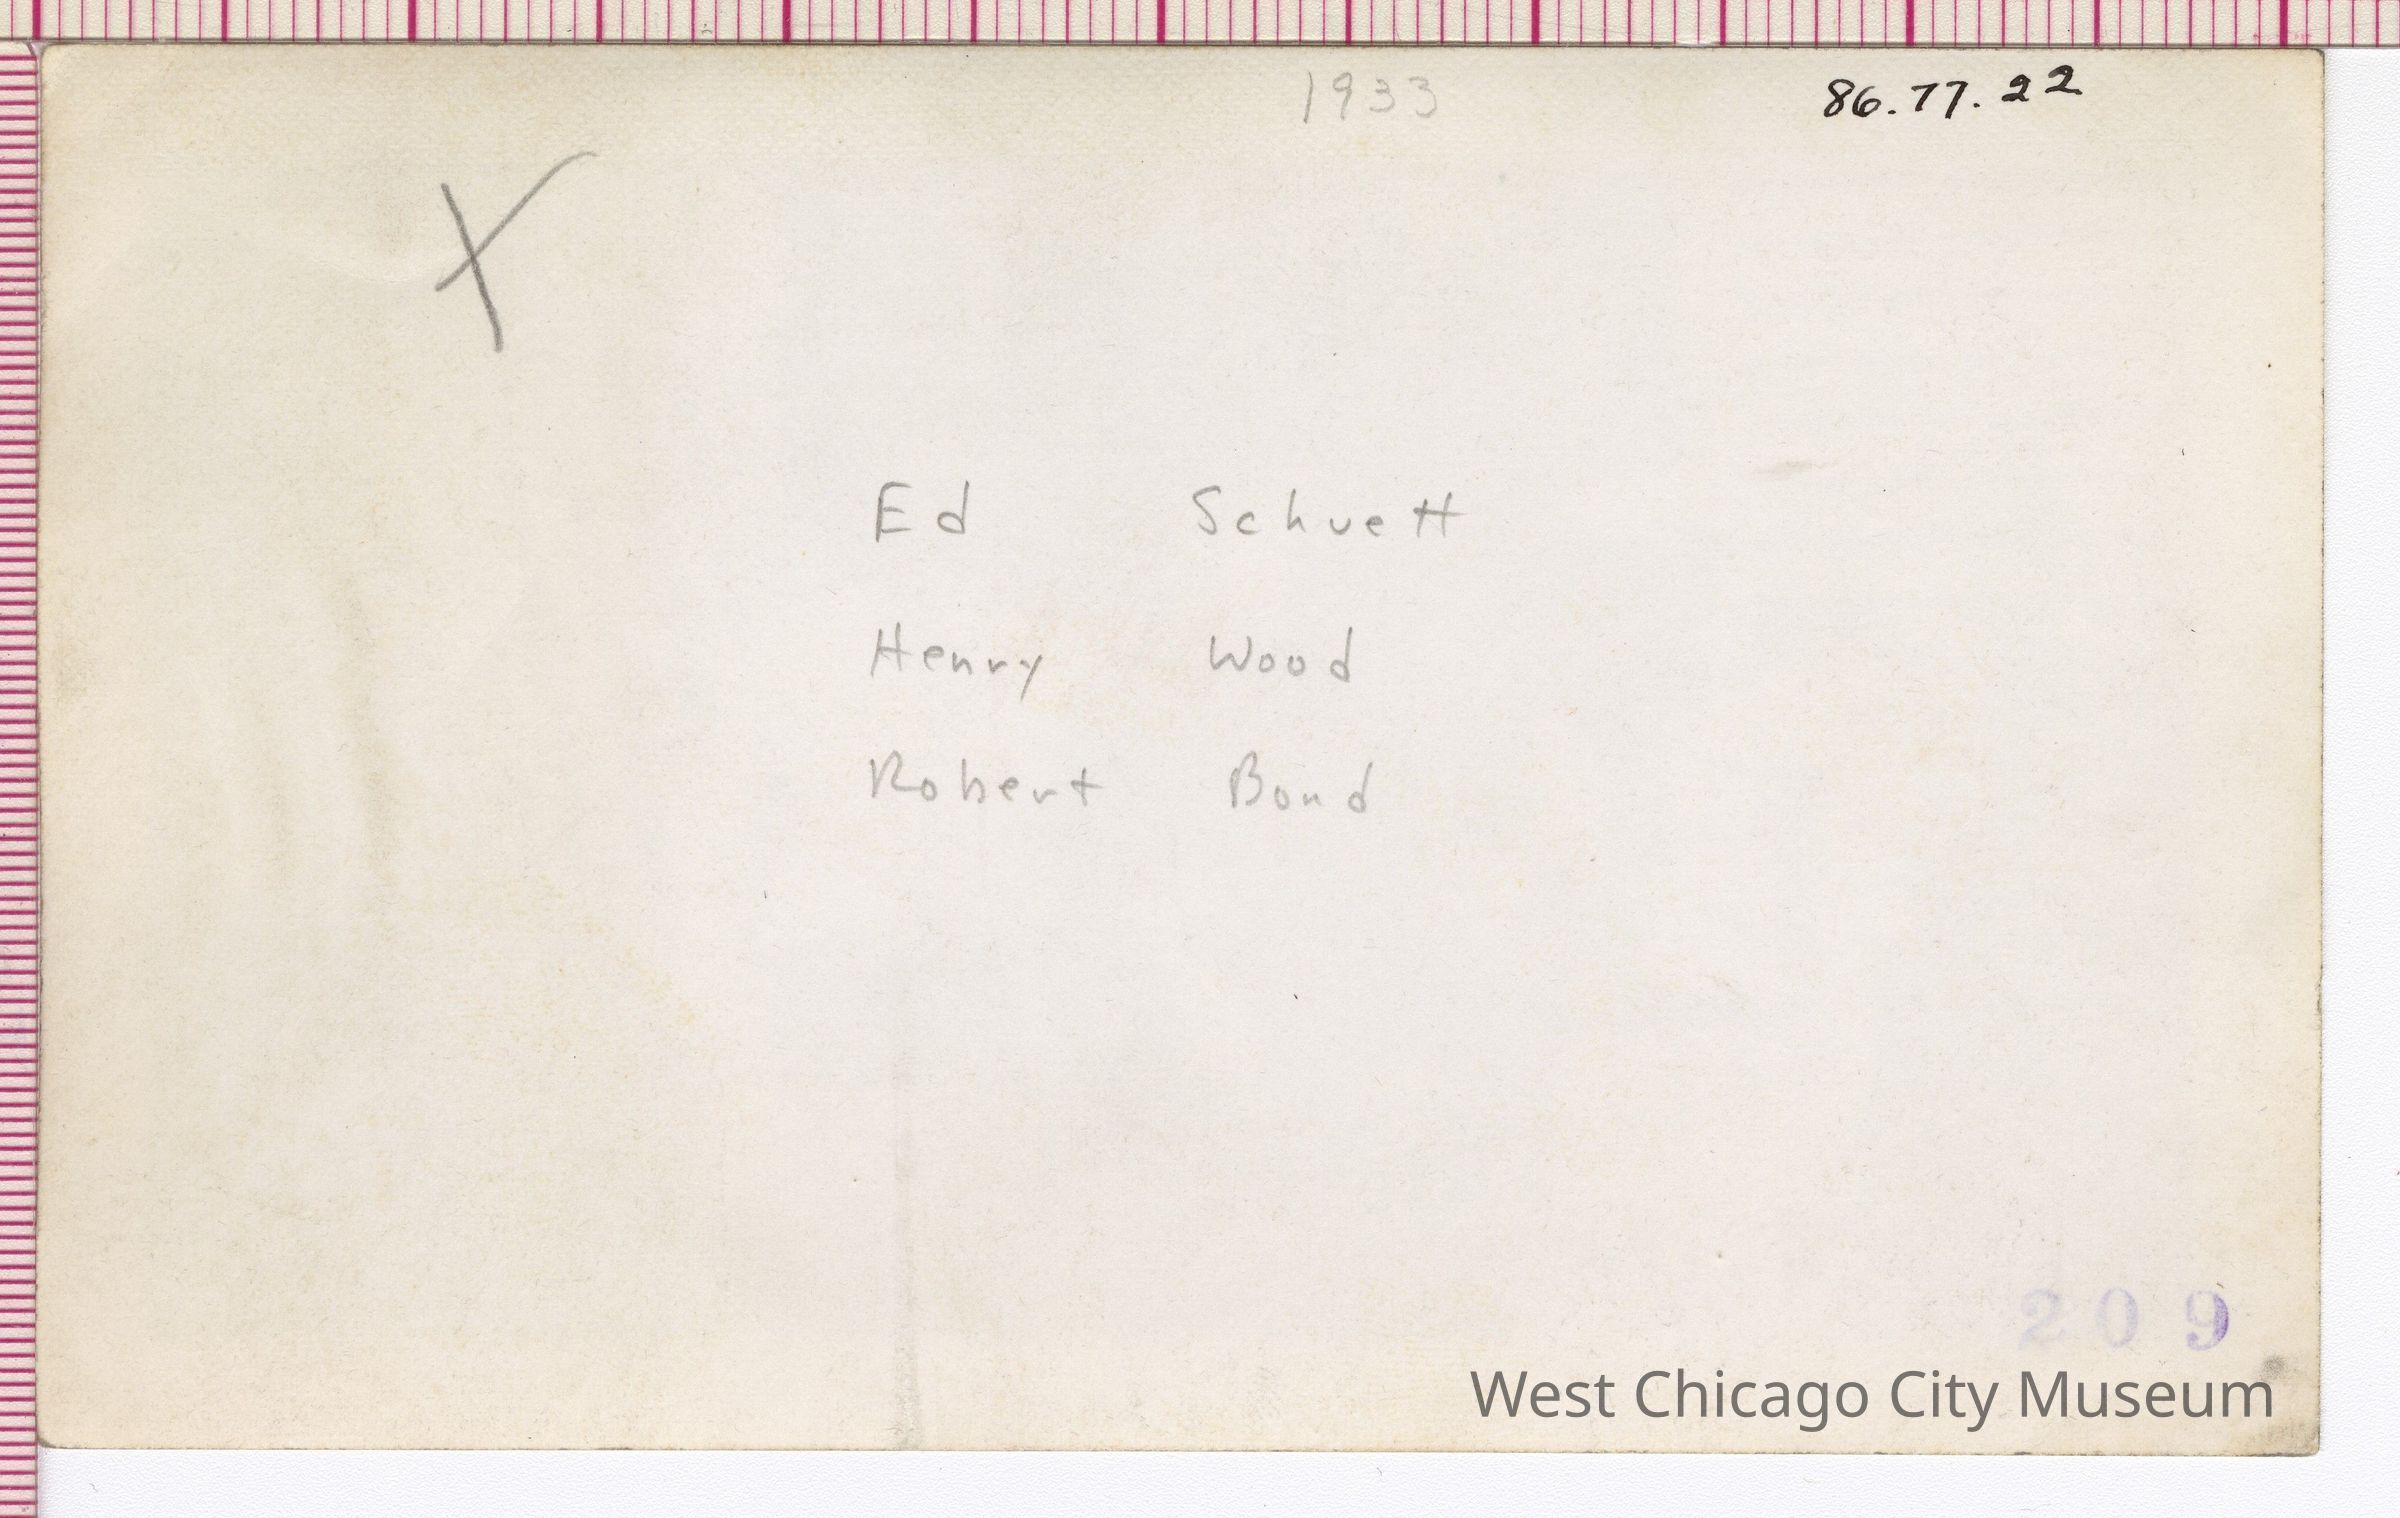 1933
86.77.22
X
Ed Schuett
Henry Wood
Robert Bond
209
West Chicago City Museum